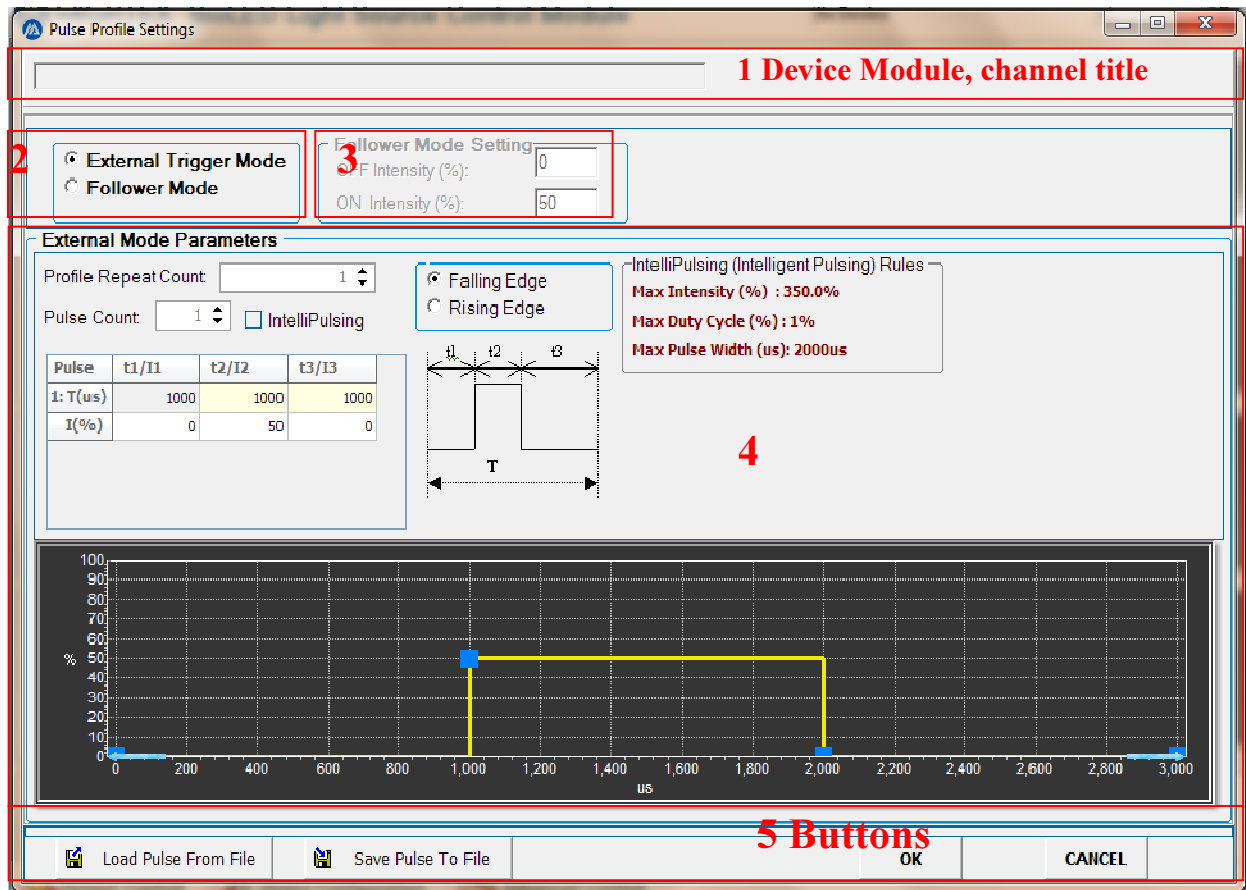 Pulse Profile Settings
1 Device Module, channel title
2
External Trigger Mode
Follower Mode
3
Follower Mode Setting
OFF Intensity (%): 0
ON Intensity (%): 50
External Mode Parameters
Profile Repeat Count: 1
Pulse Count: 1 IntelliPulsing
Falling Edge
Rising Edge
IntelliPulsing (Intelligent Pulsing) Rules
Max Intensity (%) : 350.0%
Max Duty Cycle (%) : 1%
Max Pulse Width (us): 2000us
Pulse t1/I1 t2/I2 t3/I3
1: T(us) 1000 1000 1000
I(%) 0 50 0
t1 t2 t3
T
4
100
90
80
70
60
% 50
40
30
20
10
0
0 200 400 600 800 1,000 1,200 1,400 1,600 1,800 2,000 2,200 2,400 2,600 2,800 3,000
us
5 Buttons
Load Pulse From File Save Pulse To File OK CANCEL